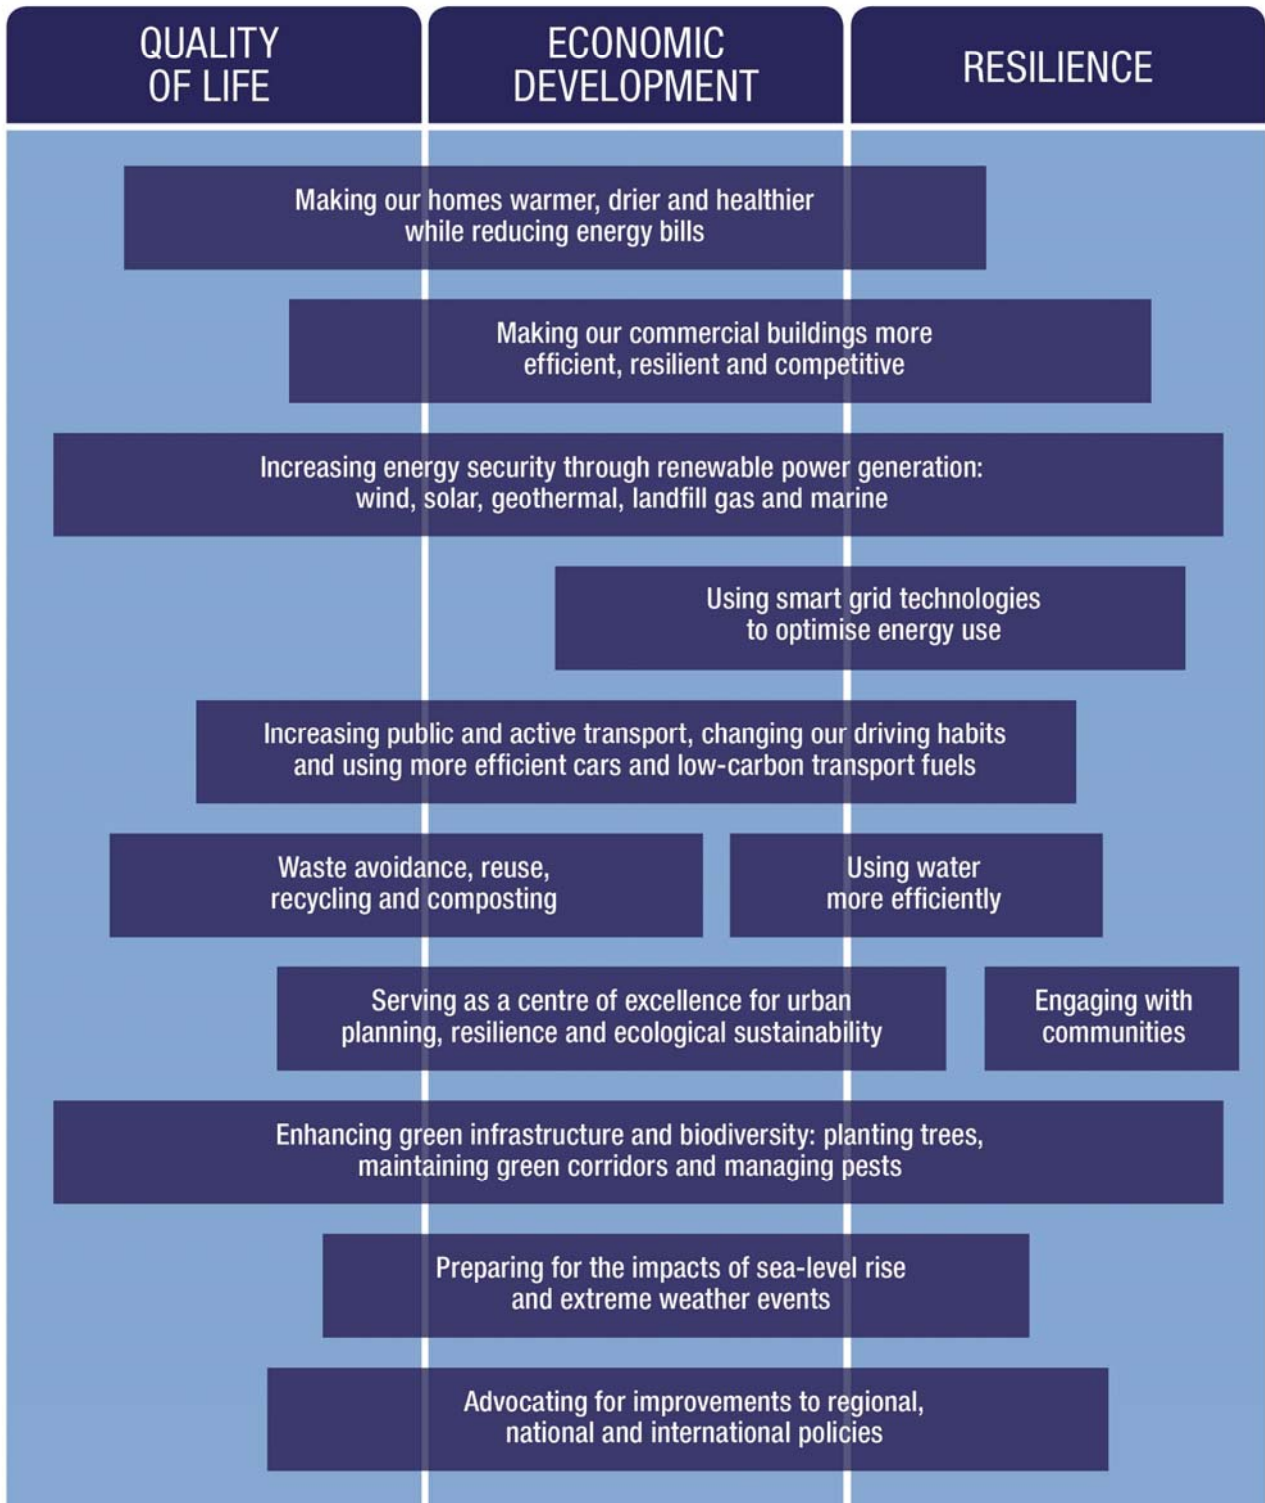 QUALITY
OF LIFE
ECONOMIC
DEVELOPMENT
RESILIENCE
Making our homes warmer, drier and healthier
while reducing energy bills
Making our commercial buildings more
efficient, resilient and competitive
Increasing energy security through renewable power generation:
wind, solar, geothermal, landfill gas and marine
Using smart grid technologies
to optimise energy use
Increasing public and active transport, changing our driving habits
and using more efficient cars and low-carbon transport fuels
Waste avoidance, reuse,
recycling and composting
Using water
more efficiently
Serving as a centre of excellence for urban
planning, resilience and ecological sustainability
Engaging with
communities
Enhancing green infrastructure and biodiversity: planting trees,
maintaining green corridors and managing pests
Preparing for the impacts of sea-level rise
and extreme weather events
Advocating for improvements to regional,
national and international policies